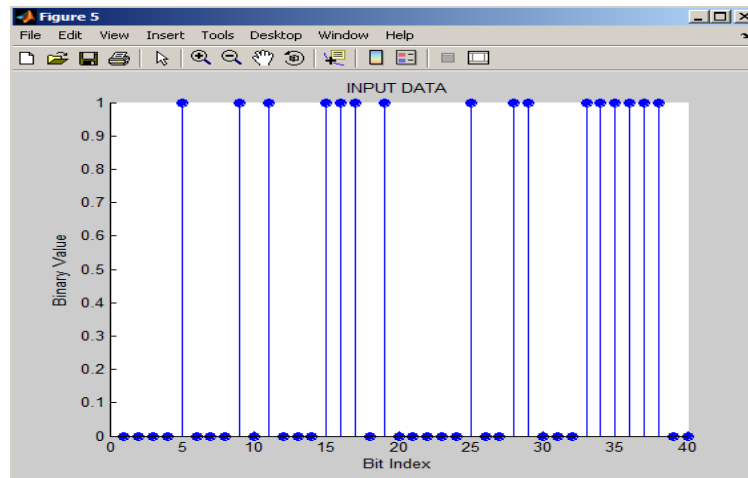 Figure 5
File Edit View Insert Tools Desktop Window Help
INPUT DATA
1
0.9
0.8
0.7
0.6
0.5
0.4
0.3
0.2
0.1
0
Binary Value
0 5 10 15 20 25 30 35 40
Bit Index